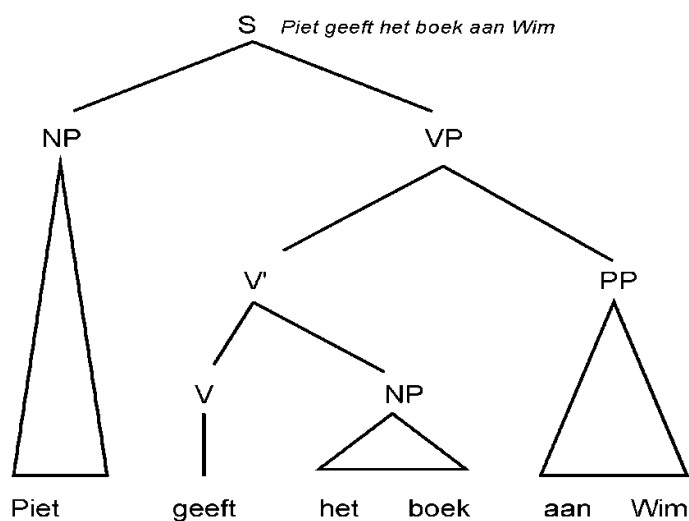 S Piet geeft het boek aan Wim
NP VP
V' PP
V NP
Piet geeft het boek aan Wim